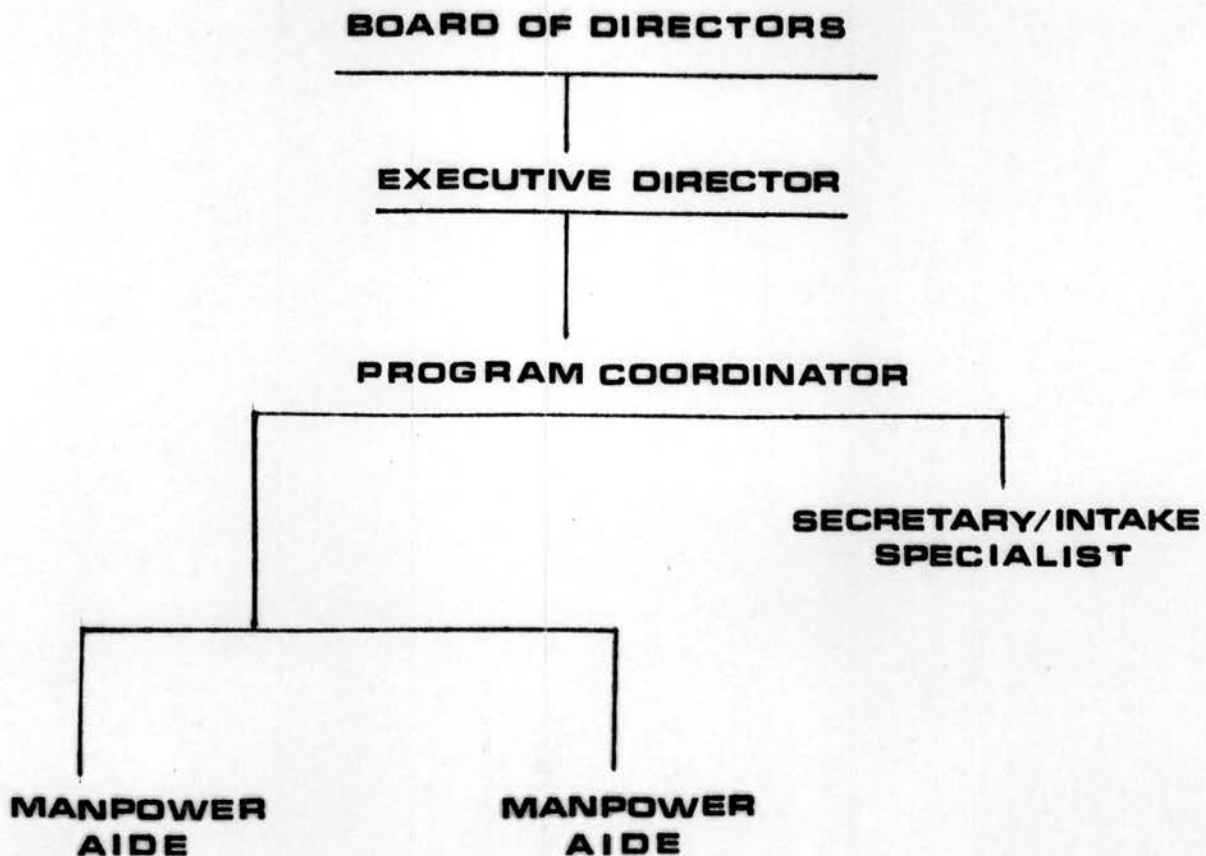 BOARD OF DIRECTORS
EXECUTIVE DIRECTOR
PROGRAM COORDINATOR
SECRETARY/INTAKE
SPECIALIST
MANPOWER
AIDE
MANPOWER
AIDE